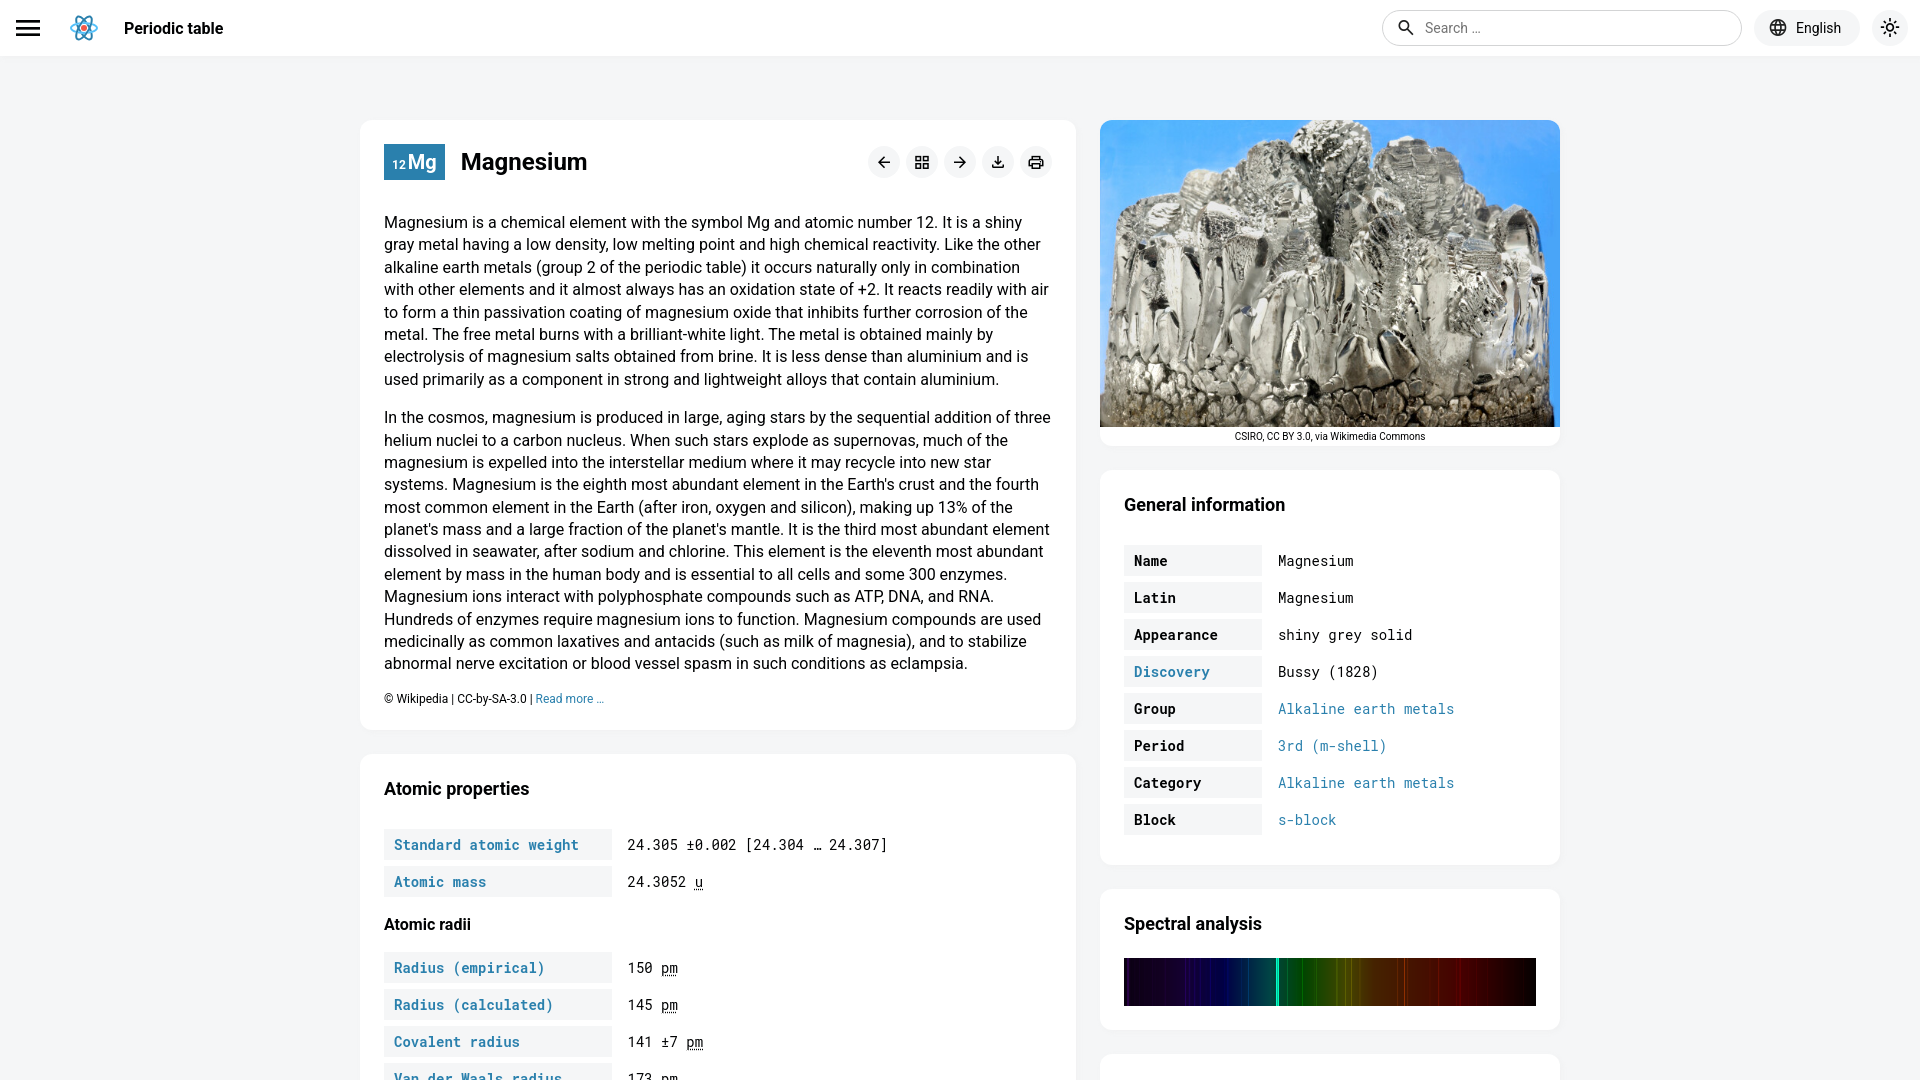 Periodic table
Search ...
English
12 Mg
Magnesium
Magnesium is a chemical element with the symbol Mg and atomic number 12. It is a shiny
gray metal having a low density, low melting point and high chemical reactivity. Like the other
alkaline earth metals (group 2 of the periodic table) it occurs naturally only in combination
with other elements and it almost always has an oxidation state of +2. It reacts readily with air
to form a thin passivation coating of magnesium oxide that inhibits further corrosion of the
metal. The free metal burns with a brilliant-white light. The metal is obtained mainly by
electrolysis of magnesium salts obtained from brine. It is less dense than aluminium and is
used primarily as a component in strong and lightweight alloys that contain aluminium.
In the cosmos, magnesium is produced in large, aging stars by the sequential addition of three
helium nuclei to a carbon nucleus. When such stars explode as supernovas, much of the
magnesium is expelled into the interstellar medium where it may recycle into new star
systems. Magnesium is the eighth most abundant element in the Earth's crust and the fourth
most common element in the Earth (after iron, oxygen and silicon), making up 13% of the
planet's mass and a large fraction of the planet's mantle. It is the third most abundant element
dissolved in seawater, after sodium and chlorine. This element is the eleventh most abundant
element by mass in the human body and is essential to all cells and some 300 enzymes.
Magnesium ions interact with polyphosphate compounds such as ATP, DNA, and RNA.
Hundreds of enzymes require magnesium ions to function. Magnesium compounds are used
medicinally as common laxatives and antacids (such as milk of magnesia), and to stabilize
abnormal nerve excitation or blood vessel spasm in such conditions as eclampsia.
© Wikipedia | CC-by-SA-3.0 | Read more ...
Atomic properties
Standard atomic weight 24.305 ±0.002 [24.304 … 24.307]
Atomic mass 24.3052 u
Atomic radii
Radius (empirical) 150 pm
Radius (calculated) 145 pm
Covalent radius 141 ±7 pm
Van der Waals radius 173 pm
CSIRO, CC BY 3.0, via Wikimedia Commons
General information
Name Magnesium
Latin Magnesium
Appearance shiny grey solid
Discovery Bussy (1828)
Group Alkaline earth metals
Period 3rd (m-shell)
Category Alkaline earth metals
Block s-block
Spectral analysis